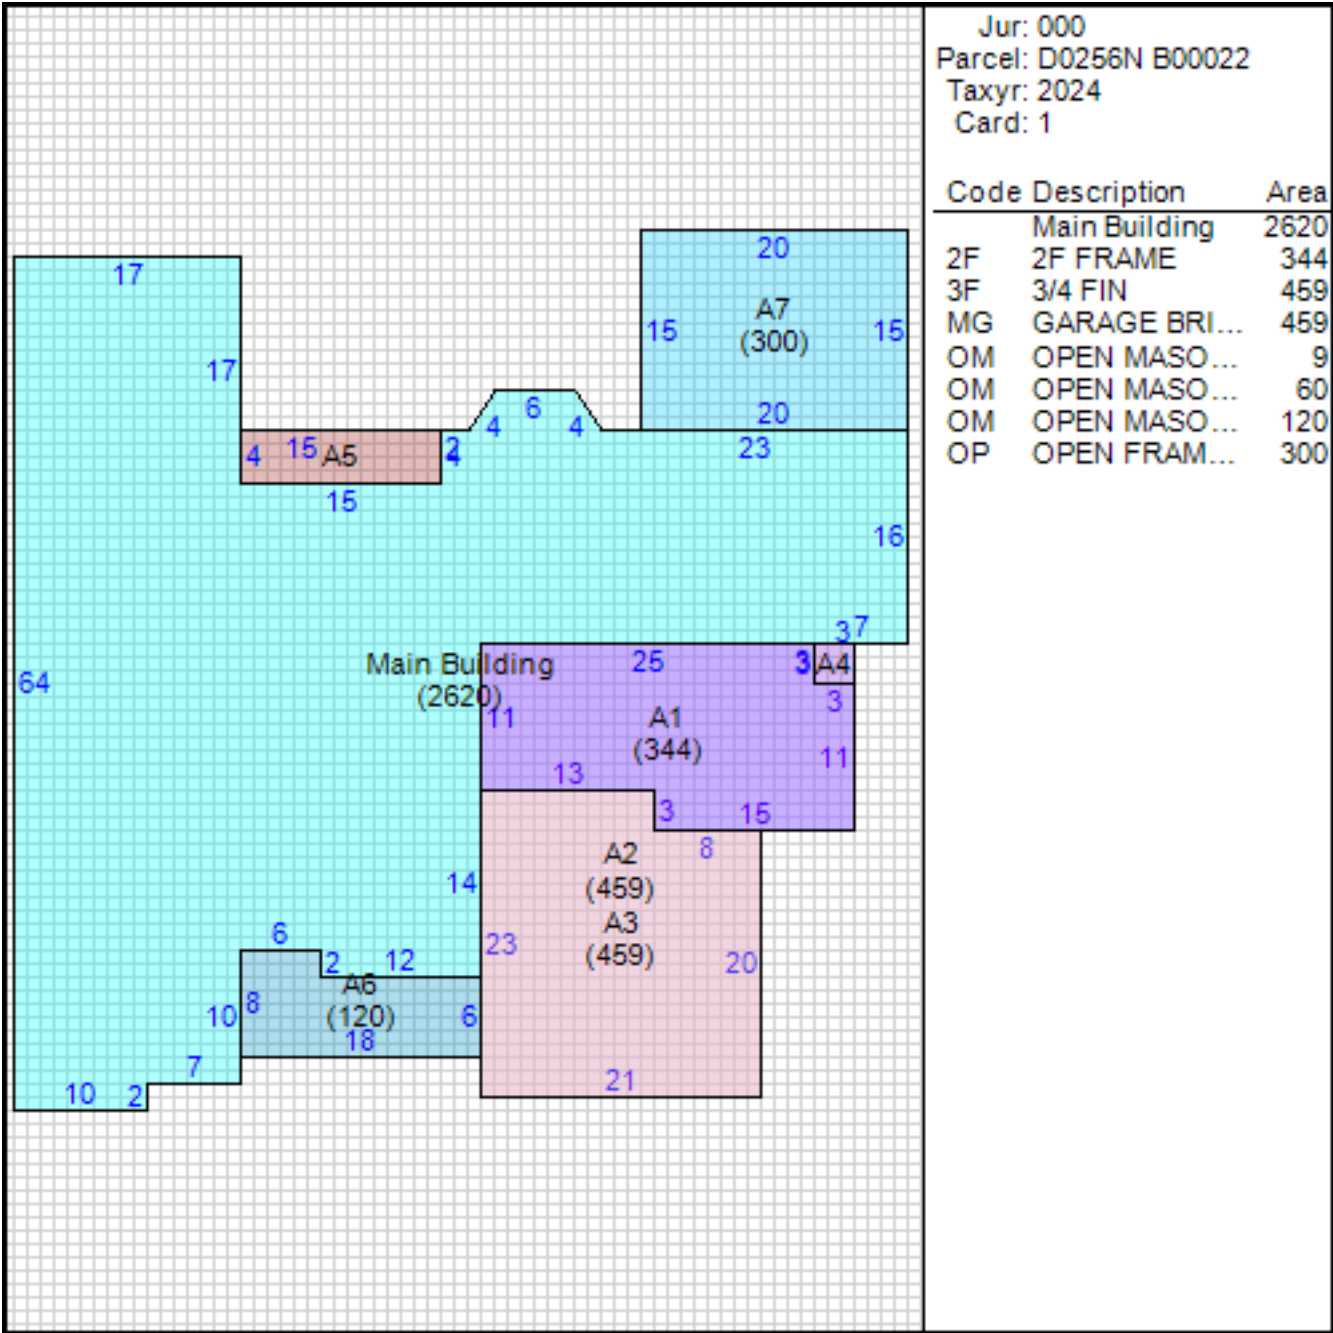 Jur: 000
Parcel: D0256N B00022
Taxyr: 2024
Card: 1
Code Description Area
Main Building 2620
2F 2F FRAME 344
3F 3/4 FIN 459
MG GARAGE BRI... 459
OM OPEN MASO... 9
OM OPEN MASO... 60
OM OPEN MASO... 120
OP OPEN FRAM... 300
20
17
A7
15 15
(300)
17
6
20
4 4
4 15 A5 2 4 23
15
16
3 7
Main Building 25 3 A4
64
(2620)
3
11 A1
(344) 11
13
3 15
8
A2
14 (459)
A3
6 23 (459) 20
2 12
A6
8 (120) 6
10
18
7 21
10 2